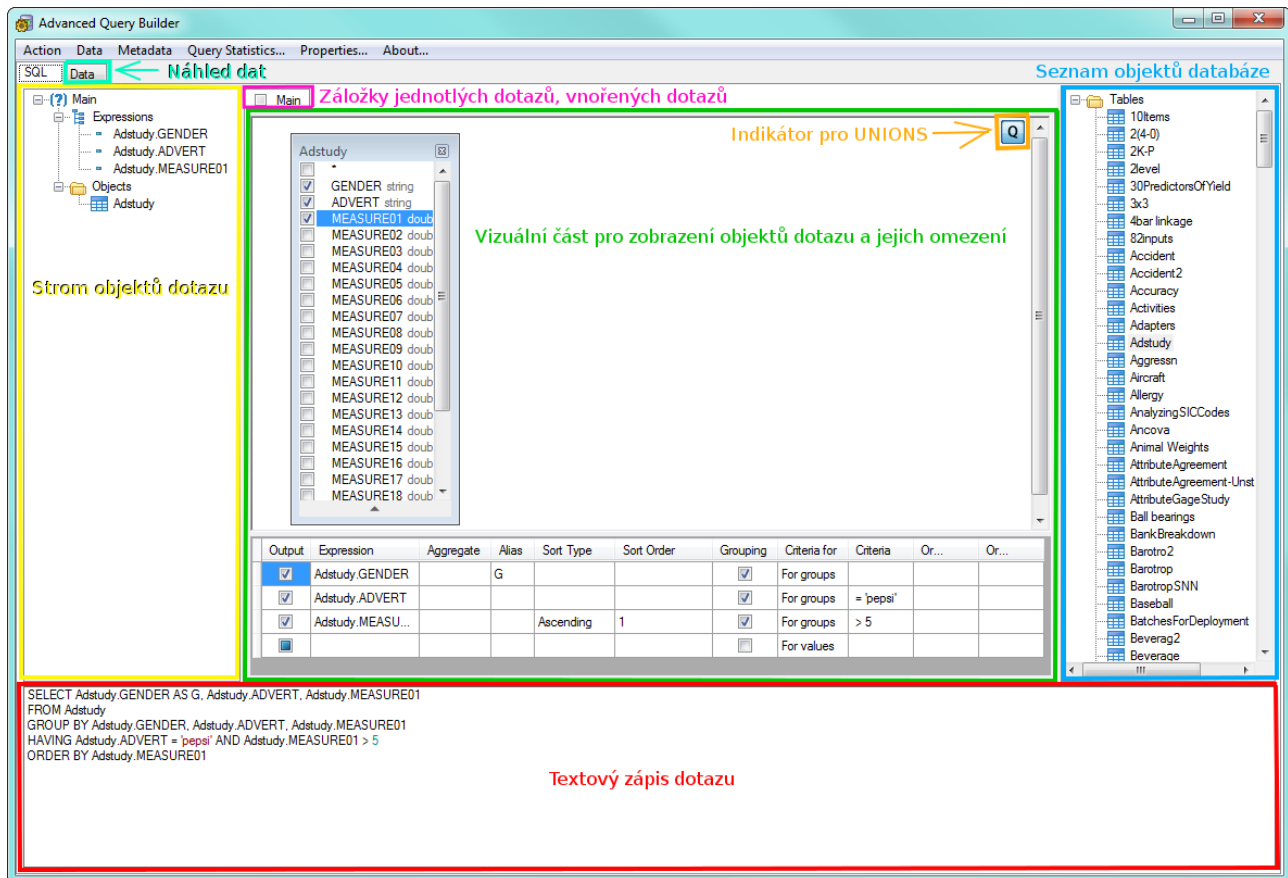 Advanced Query Builder
Action Data Metadata Query Statistics... Properties... About...
SQL Data Náhled dat
Seznam objektů databáze
(?) Main
Expressions
Adstudy.GENDER
Adstudy.ADVERT
Adstudy.MEASURE01
Objects
Adstudy
Strom objektů dotazu
Main Záložky jednotlých dotazů, vnořených dotazů
Indikátor pro UNIONS Q
Adstudy
*
GENDER string
ADVERT string
MEASURE01 doub
MEASURE02 doub
MEASURE03 doub
MEASURE04 doub
MEASURE05 doub
MEASURE06 doub
MEASURE07 doub
MEASURE08 doub
MEASURE09 doub
MEASURE10 doub
MEASURE11 doub
MEASURE12 doub
MEASURE13 doub
MEASURE14 doub
MEASURE15 doub
MEASURE16 doub
MEASURE17 doub
MEASURE18 doub
Vizuální část pro zobrazení objektů dotazu a jejich omezení
Output Expression Aggregate Alias Sort Type Sort Order Grouping Criteria for Criteria Or... Or...
Adstudy.GENDER G For groups
Adstudy.ADVERT For groups = 'pepsi'
Adstudy.MEASU... Ascending 1 For groups > 5
For values
Tables
10Items
2(4-0)
2K-P
2level
30PredictorsOfYield
3x3
4bar linkage
82inputs
Accident
Accident2
Accuracy
Activities
Adapters
Adstudy
Aggressn
Aircraft
Allergy
AnalyzingSICCodes
Ancova
Animal Weights
AttributeAgreement
AttributeAgreement-Unst
AttributeGageStudy
Ball bearings
BankBreakdown
Barotro2
Barotrop
BarotropSNN
Baseball
BatchesForDeployment
Beverag2
Beverage
SELECT Adstudy.GENDER AS G, Adstudy.ADVERT, Adstudy.MEASURE01
FROM Adstudy
GROUP BY Adstudy.GENDER, Adstudy.ADVERT, Adstudy.MEASURE01
HAVING Adstudy.ADVERT = 'pepsi' AND Adstudy.MEASURE01 > 5
ORDER BY Adstudy.MEASURE01
Textový zápis dotazu